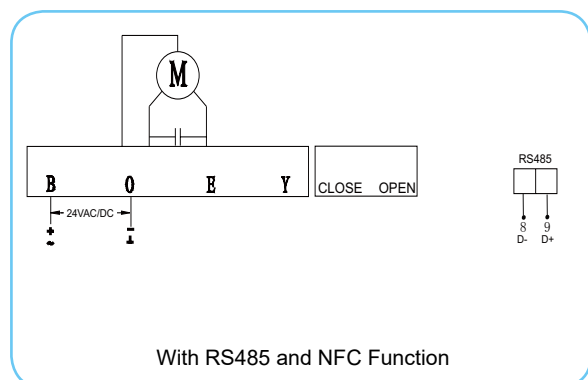 M
B O E Y CLOSE OPEN
24VAC/DC
+ -
~ ⊥
RS485
8 9
D- D+
With RS485 and NFC Function